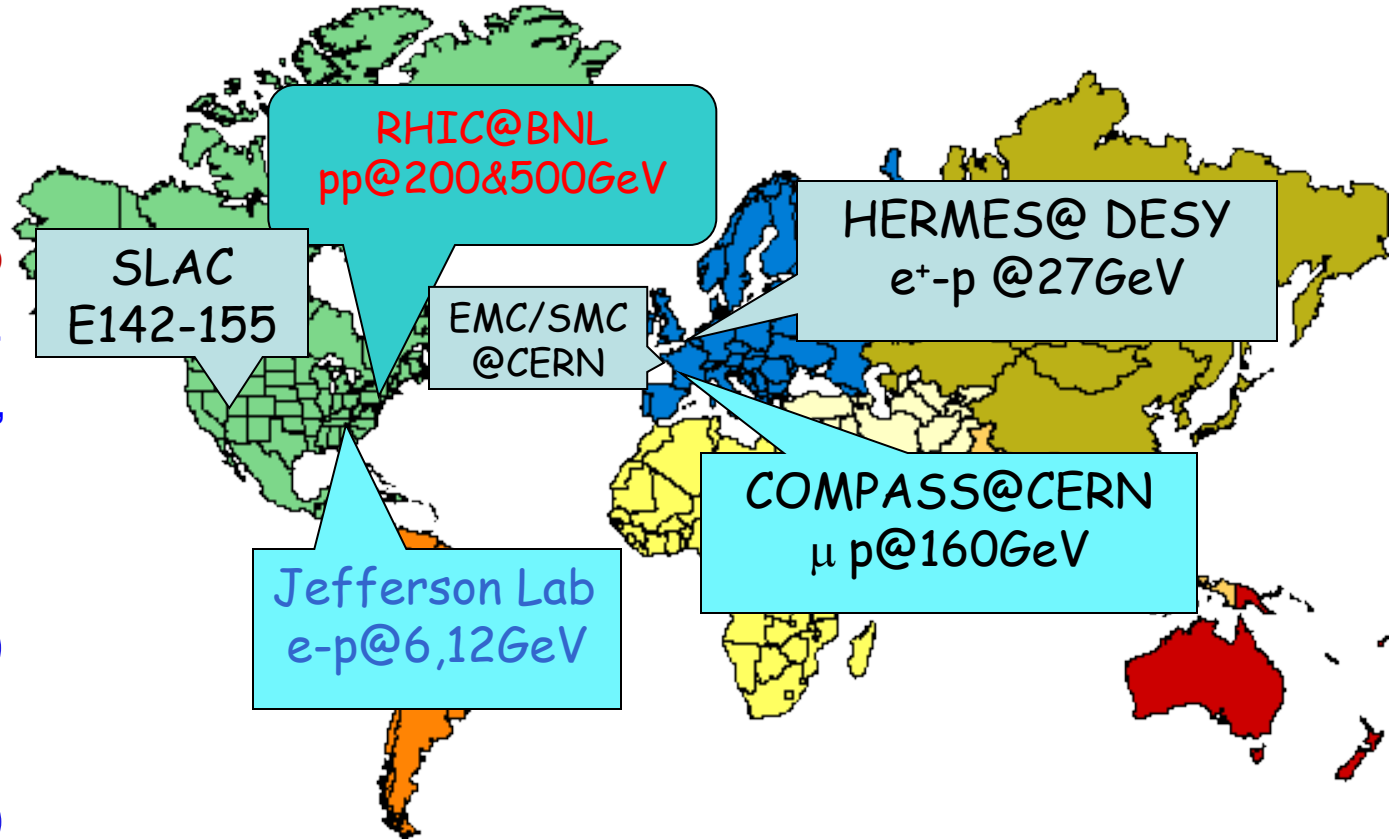 RHIC@BNL
pp@200&500GeV
HERMES@ DESY
e⁺-p @27GeV
SLAC
E142-155
EMC/SMC
@CERN
COMPASS@CERN
μ p@160GeV
Jefferson Lab
e-p@6,12GeV